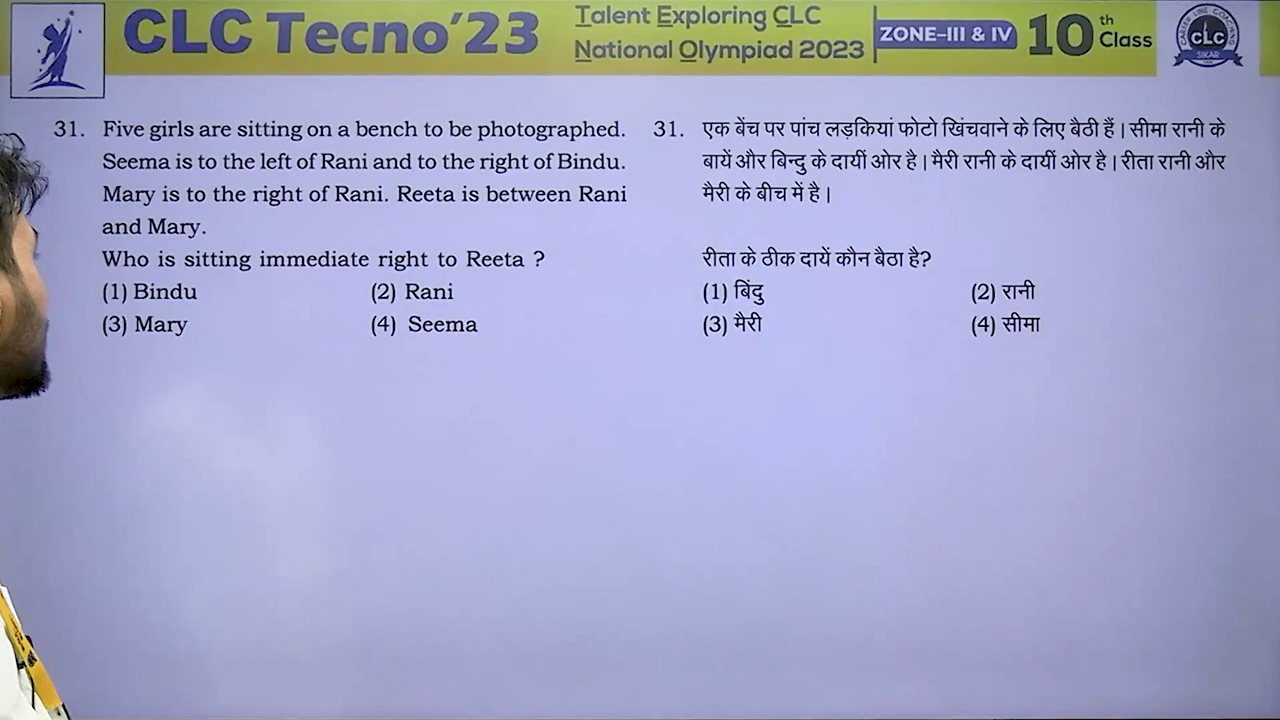 CLC Tecno'23
Talent Exploring CLC
National Olympiad 2023
ZONE–III & IV
10th Class
CLC
SIKAR
31. Five girls are sitting on a bench to be photographed.
Seema is to the left of Rani and to the right of Bindu.
Mary is to the right of Rani. Reeta is between Rani
and Mary.
Who is sitting immediate right to Reeta ?
(1) Bindu (2) Rani
(3) Mary (4) Seema
31. एक बेंच पर पांच लड़कियां फोटो खिंचवाने के लिए बैठी हैं। सीमा रानी के
बायें और बिन्दु के दायीं ओर है। मैरी रानी के दायीं ओर है। रीता रानी और
मैरी के बीच में है।
रीता के ठीक दायें कौन बैठा है?
(1) बिंदु (2) रानी
(3) मैरी (4) सीमा